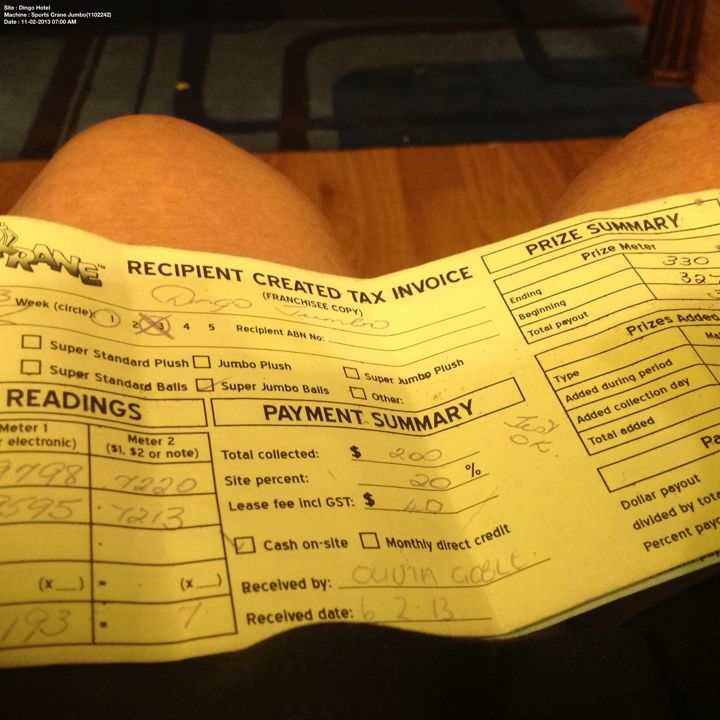 Site : Dingo Hotel
Machine : Sports Crane Jumbo(1102242)
Date : 11-02-2013 07:00 AM
CRANE™
RECIPIENT CREATED TAX INVOICE
(FRANCHISEE COPY)
Dingo Jumbo
Week (circle): 1 2 3 4 5 Recipient ABN No:
Super Standard Plush Jumbo Plush Super Jumbo Plush
Super Standard Balls Super Jumbo Balls Other:
READINGS
Meter 1 Meter 2
electronic) ($1, $2 or note)
9798 7220
3595 7213
(x __) = (x __)
193 = 7
PAYMENT SUMMARY
Total collected: $ 200
Site percent: 20 %
Lease fee incl GST: $ 40
Cash on-site Monthly direct credit
Received by: OLIVIA GOBLE.
Received date: 6.2.13
Test
OK.
PRIZE SUMMARY
Prize Meter
Ending 330
Beginning 327
Total payout
Prizes Added
Type
Added during period
Added collection day
Total added
Dollar payout
divided by
Percent